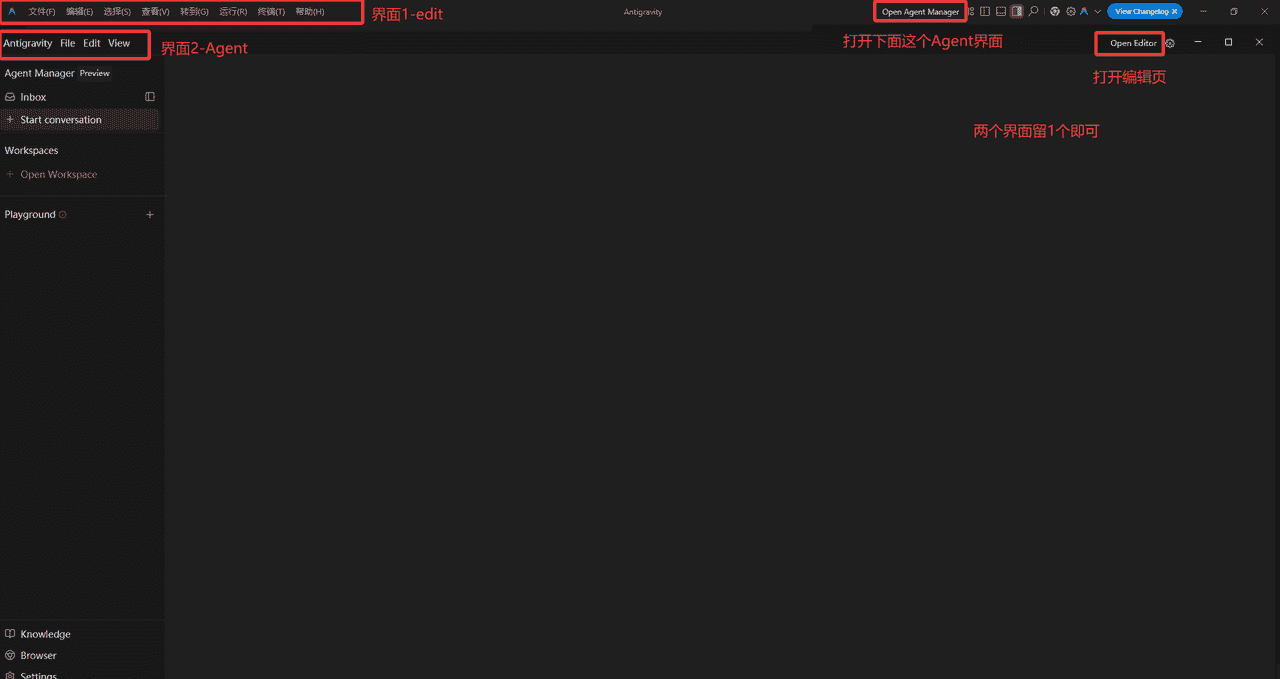 文件(F) 编辑(E) 选择(S) 查看(V) 转到(G) 运行(R) 终端(T) 帮助(H) 界面1-edit Antigravity Open Agent Manager View Changelog
打开下面这个Agent界面
Antigravity File Edit View 界面2-Agent Open Editor
Agent Manager Preview
打开编辑页
Inbox
Start conversation
两个界面留1个即可
Workspaces
Open Workspace
Playground
Knowledge
Browser
Settings